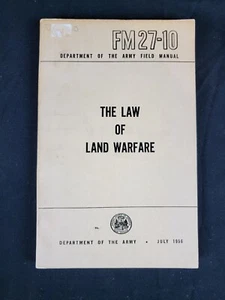 FM 27-10
DEPARTMENT OF THE ARMY FIELD MANUAL
THE LAW
OF
LAND WARFARE
DEPARTMENT OF THE ARMY • JULY 1956